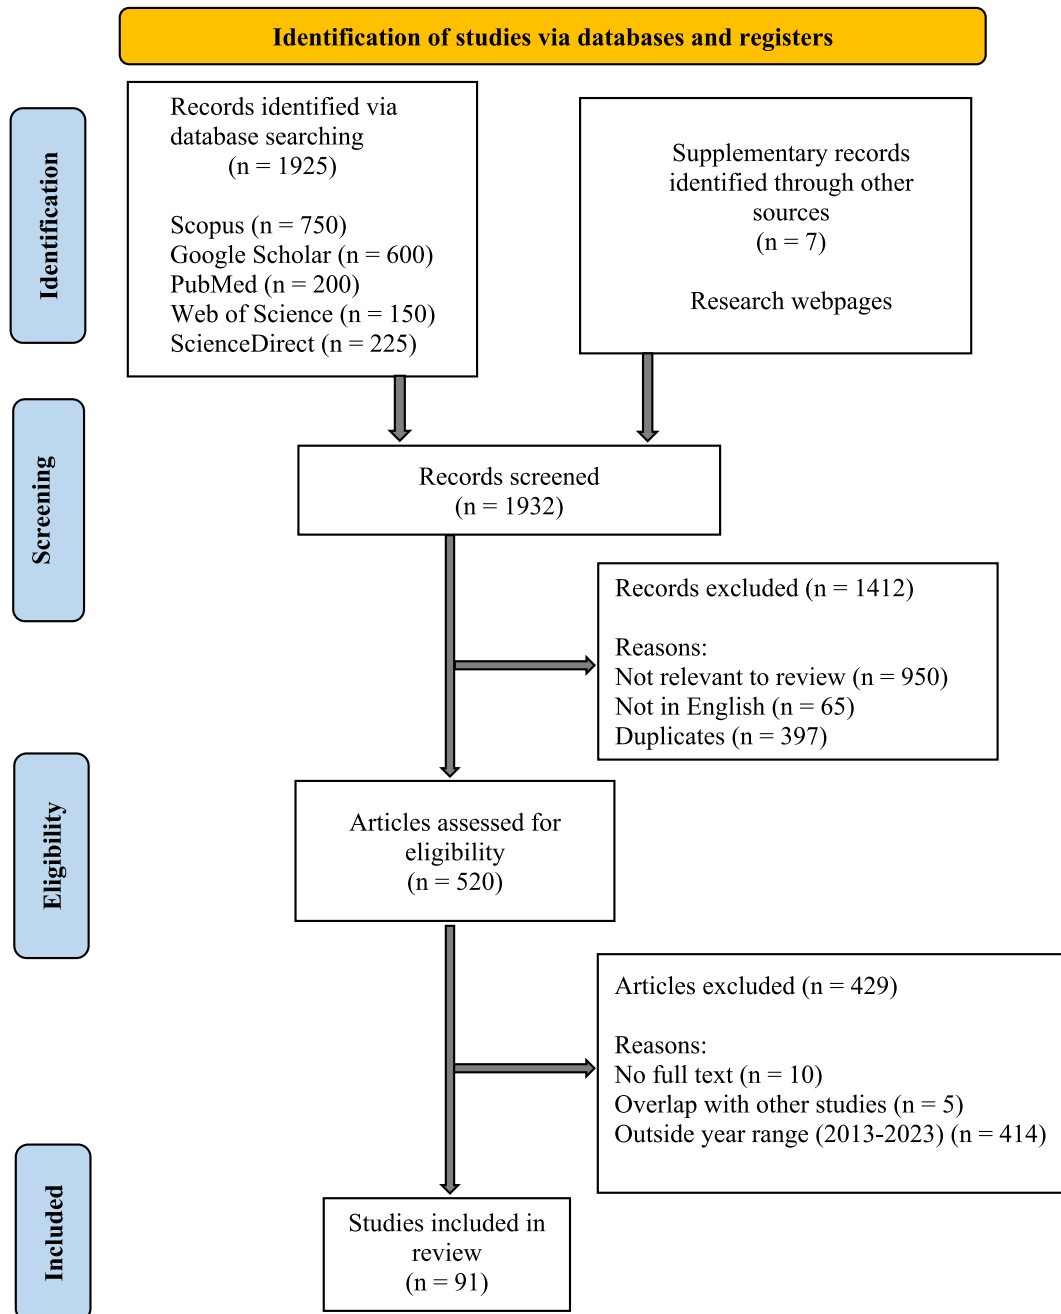 Identification of studies via databases and registers
Identification
Records identified via
database searching
(n = 1925)
Scopus (n = 750)
Google Scholar (n = 600)
PubMed (n = 200)
Web of Science (n = 150)
ScienceDirect (n = 225)
Supplementary records
identified through other
sources
(n = 7)
Research webpages
Screening
Records screened
(n = 1932)
Records excluded (n = 1412)
Reasons:
Not relevant to review (n = 950)
Not in English (n = 65)
Duplicates (n = 397)
Eligibility
Articles assessed for
eligibility
(n = 520)
Articles excluded (n = 429)
Reasons:
No full text (n = 10)
Overlap with other studies (n = 5)
Outside year range (2013-2023) (n = 414)
Included
Studies included in
review
(n = 91)